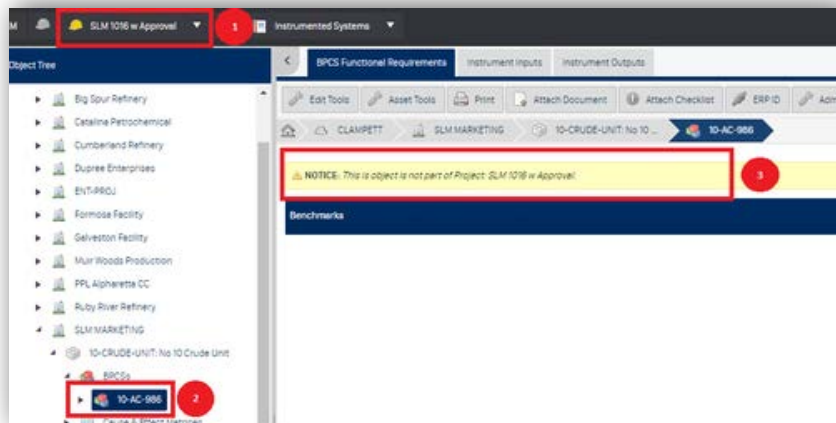 M
SLM 1016 w Approval
1
Instrumented Systems
Object Tree
BPCS Functional Requirements
Instrument Inputs
Instrument Outputs
Edit Tools
Asset Tools
Print
Attach Document
Attach Checklist
ERP ID
CLAMPETT
SLM MARKETING
10-CRUDE-UNIT: No 10 ...
10-AC-986
NOTICE: This is object is not part of Project: SLM 1016 w Approval.
3
Benchmarks
Big Spur Refinery
Catalina Petrochemical
Cumberland Refinery
Dupree Enterprises
ENT-PROJ
Formosa Facility
Galveston Facility
Muir Woods Production
PPL Alpharetta CC
Ruby River Refinery
SLM MARKETING
10-CRUDE-UNIT: No 10 Crude Unit
BPCSs
10-AC-986
2
Cause & Effect Matrices